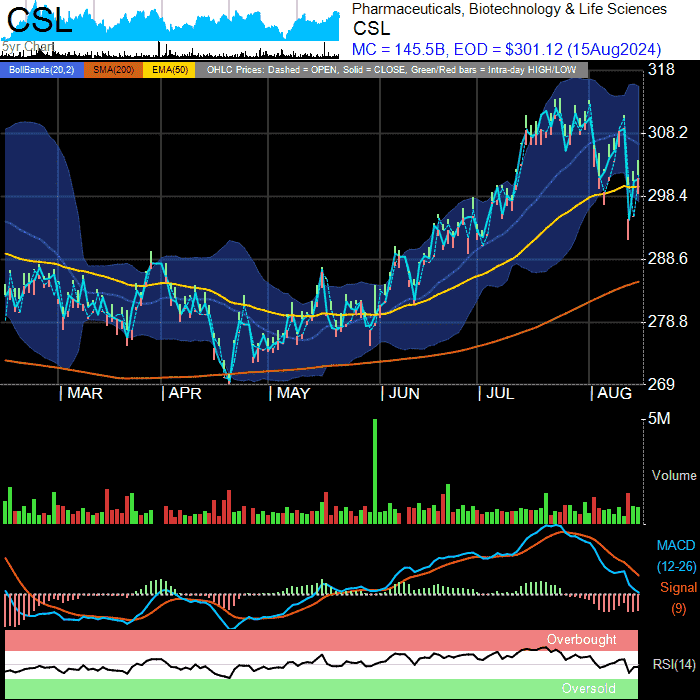 CSL
5yr Chart
Pharmaceuticals, Biotechnology & Life Sciences
CSL
MC = 145.5B, EOD = $301.12 (15Aug2024)
BollBands(20,2) SMA(200) EMA(50) OHLC Prices: Dashed = OPEN, Solid = CLOSE, Green/Red bars = Intra-day HIGH/LOW
318
308.2
298.4
288.6
278.8
269
MAR APR MAY JUN JUL AUG
5M
Volume
MACD
(12-26)
Signal
(9)
Overbought
RSI(14)
Oversold